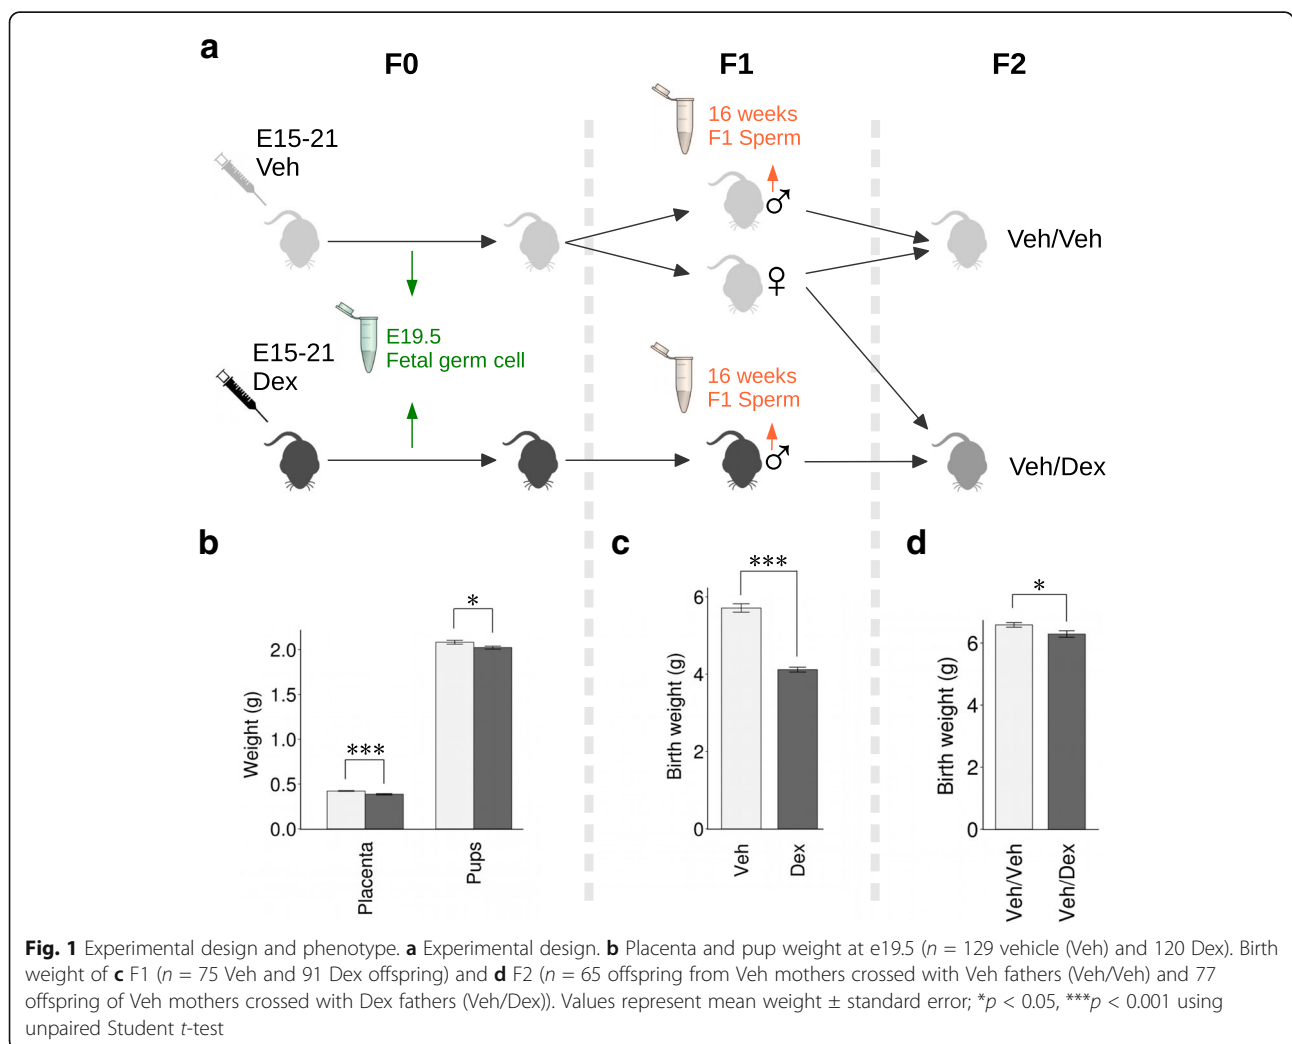 a
F0
F1
F2
E15-21
Veh
16 weeks
F1 Sperm
♂
♀
Veh/Veh
E19.5
Fetal germ cell
E15-21
Dex
16 weeks
F1 Sperm
♂
Veh/Dex
b
Weight (g)
2.0
1.5
1.0
0.5
0.0
***
*
Placenta
Pups
c
Birth weight (g)
6
4
2
0
***
Veh
Dex
d
Birth weight (g)
6
4
2
0
*
Veh/Veh
Veh/Dex
Fig. 1 Experimental design and phenotype. a Experimental design. b Placenta and pup weight at e19.5 (n = 129 vehicle (Veh) and 120 Dex). Birth
weight of c F1 (n = 75 Veh and 91 Dex offspring) and d F2 (n = 65 offspring from Veh mothers crossed with Veh fathers (Veh/Veh) and 77
offspring of Veh mothers crossed with Dex fathers (Veh/Dex)). Values represent mean weight ± standard error; *p < 0.05, ***p < 0.001 using
unpaired Student t-test